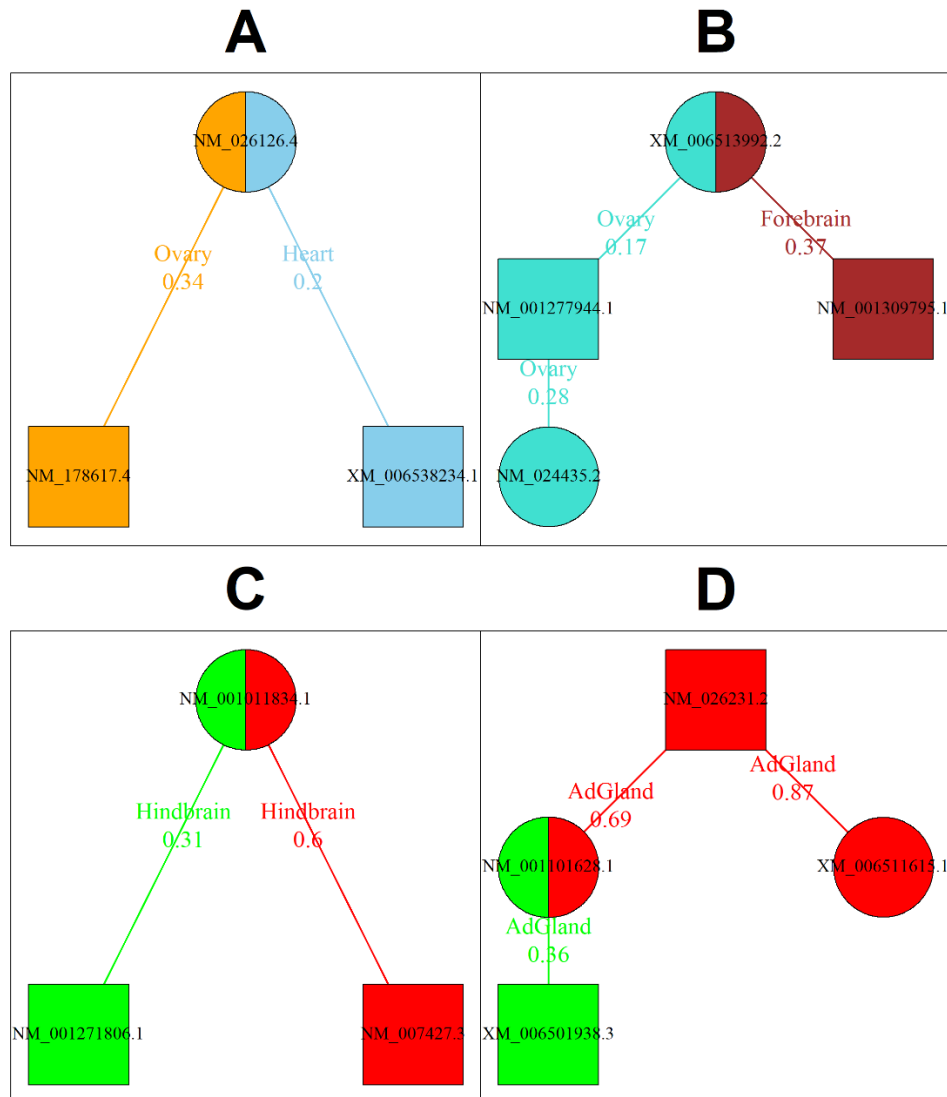 A
B
NM_026126.4
XM_006513992.2
Ovary
0.34
Heart
0.2
Ovary
0.17
Forebrain
0.37
NM_001277944.1
NM_001309795.1
Ovary
0.28
NM_178617.4
XM_006538234.1
NM_024435.2
C
D
NM_001011834.1
NM_026231.2
Hindbrain
0.31
Hindbrain
0.6
AdGland
0.69
AdGland
0.87
NM_001101628.1
XM_006511615.1
AdGland
0.36
NM_001271806.1
NM_007427.3
XM_006501938.3